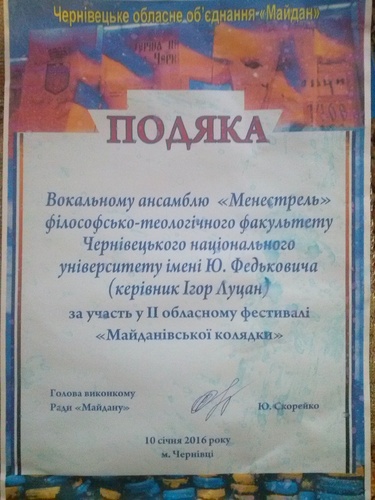 Чернівецьке обласне об'єднання «Майдан»
ПОДЯКА
Вокальному ансамблю «Менестрель»
філософсько-теологічного факультету
Чернівецького національного
університету імені Ю. Федьковича
(керівник Ігор Луцан)
за участь у ІІ обласному фестивалі
«Майданівської колядки»
Голова виконкому
Ради «Майдану»
Ю. Скорейко
10 січня 2016 року
м. Чернівці